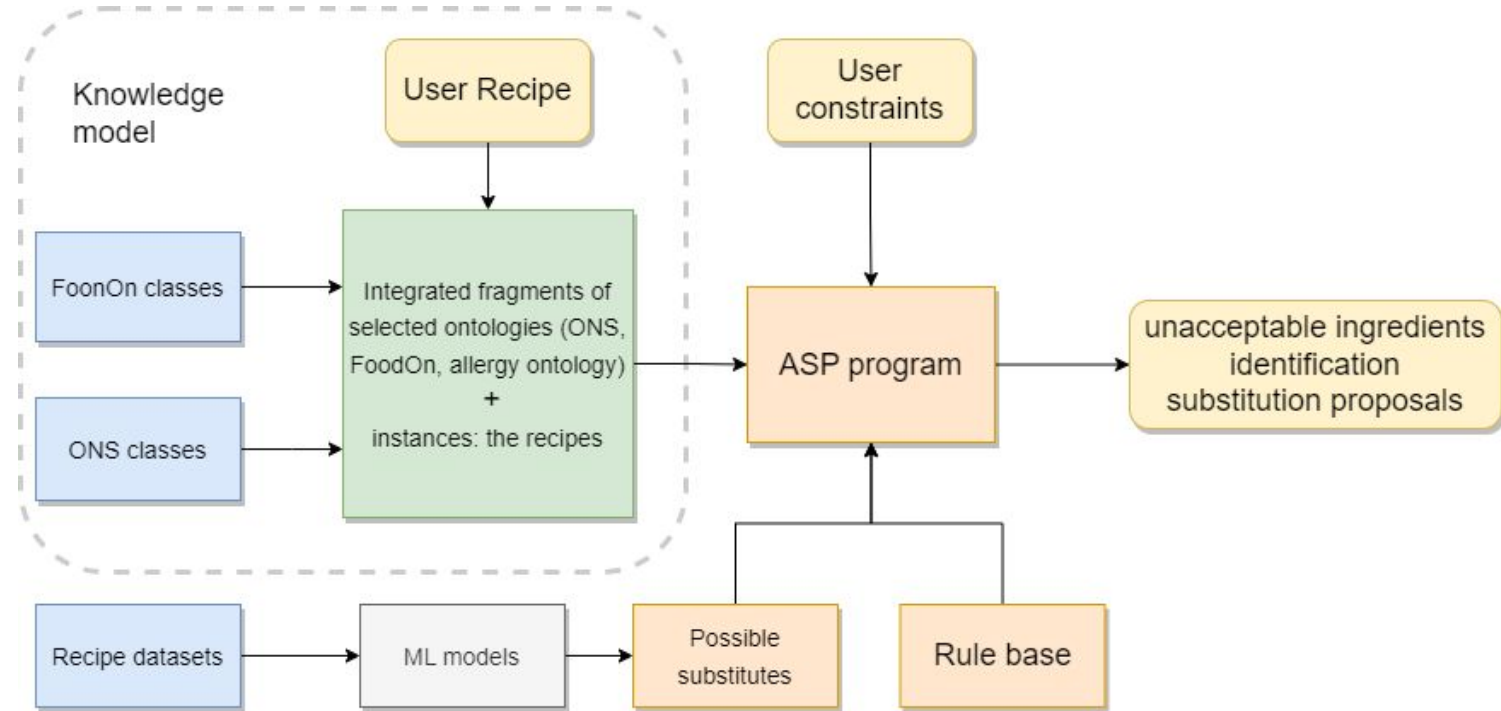 Knowledge
model
User Recipe
User
constraints
FoonOn classes
ONS classes
Integrated fragments of
selected ontologies (ONS,
FoodOn, allergy ontology)
+
instances: the recipes
ASP program
unacceptable ingredients
identification
substitution proposals
Recipe datasets
ML models
Possible
substitutes
Rule base